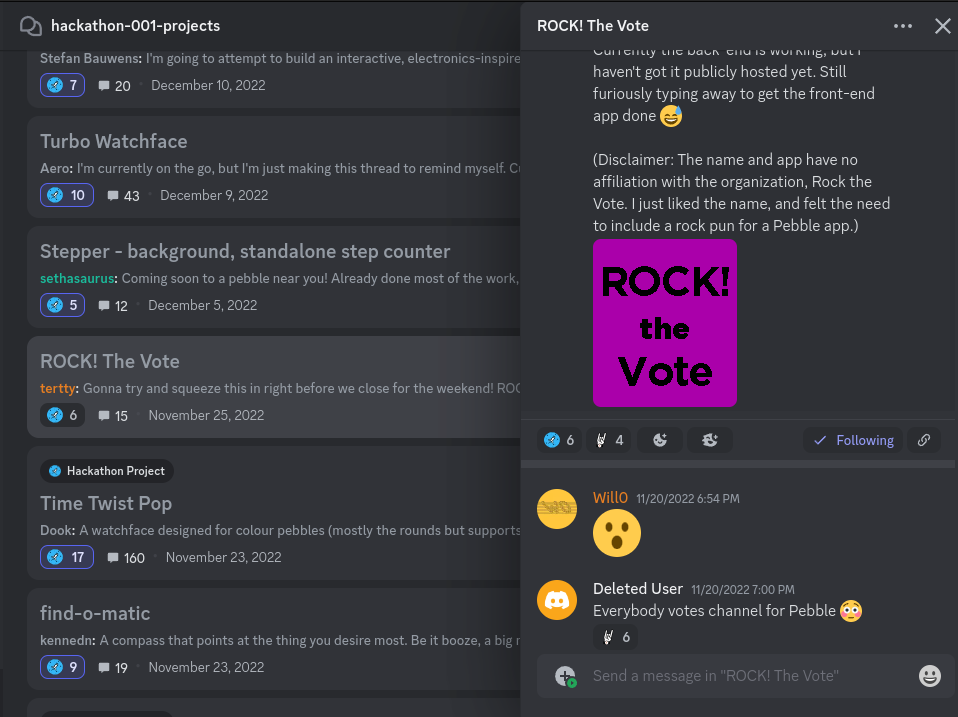 hackathon-001-projects
Stefan Bauwens: I'm going to attempt to build an interactive, electronics-inspire
7 20 · December 10, 2022
Turbo Watchface
Aero: I'm currently on the go, but I'm just making this thread to remind myself. C
10 43 · December 9, 2022
Stepper - background, standalone step counter
sethasaurus: Coming soon to a pebble near you! Already done most of the work,
5 12 · December 5, 2022
ROCK! The Vote
tertty: Gonna try and squeeze this in right before we close for the weekend! ROC
6 15 · November 25, 2022
Hackathon Project
Time Twist Pop
Dook: A watchface designed for colour pebbles (mostly the rounds but supports
17 160 · November 23, 2022
find-o-matic
kennedn: A compass that points at the thing you desire most. Be it booze, a big r
9 19 · November 23, 2022
ROCK! The Vote
Currently the back-end is working, but I
haven't got it publicly hosted yet. Still
furiously typing away to get the front-end
app done 😅
(Disclaimer: The name and app have no
affiliation with the organization, Rock the
Vote. I just liked the name, and felt the need
to include a rock pun for a Pebble app.)
ROCK!
the
Vote
6 4 Following
Will0 11/20/2022 6:54 PM
😮
Deleted User 11/20/2022 7:00 PM
Everybody votes channel for Pebble 😳
6
Send a message in "ROCK! The Vote"